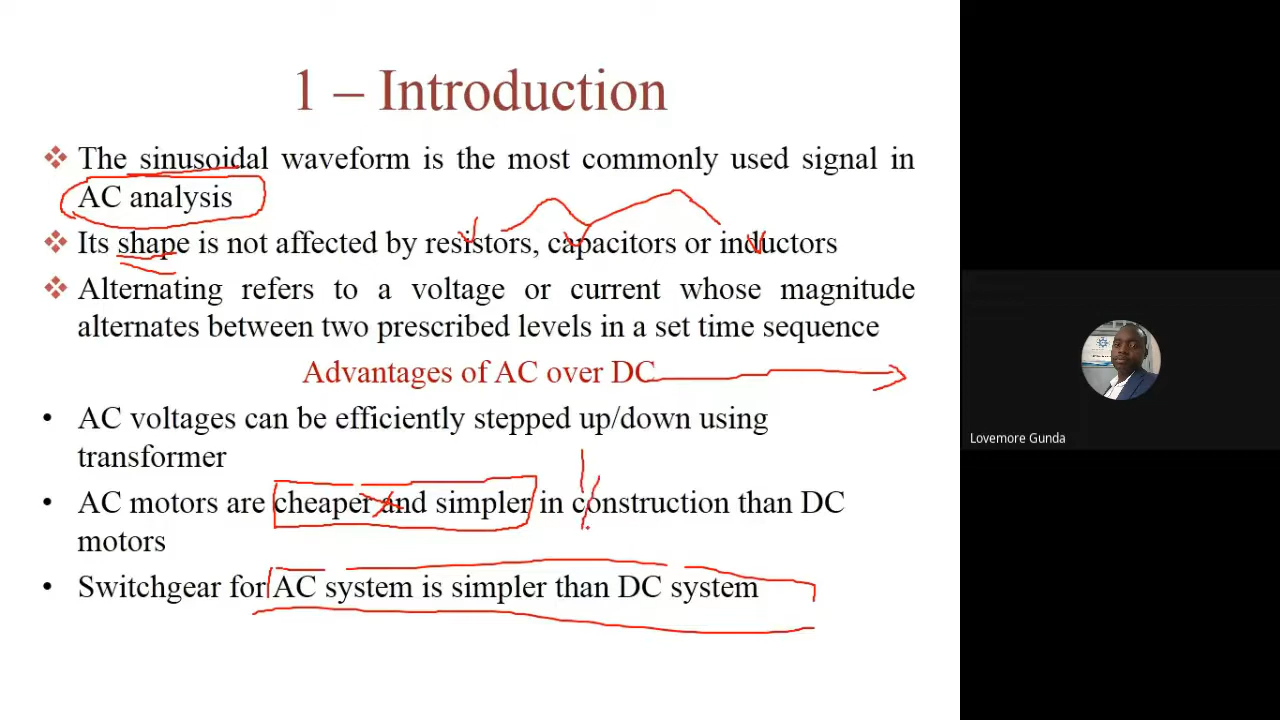 1 – Introduction
❖ The sinusoidal waveform is the most commonly used signal in
AC analysis
❖ Its shape is not affected by resistors, capacitors or inductors
❖ Alternating refers to a voltage or current whose magnitude
alternates between two prescribed levels in a set time sequence
Advantages of AC over DC
• AC voltages can be efficiently stepped up/down using
transformer
• AC motors are cheaper and simpler in construction than DC
motors
• Switchgear for AC system is simpler than DC system
Lovemore Gunda